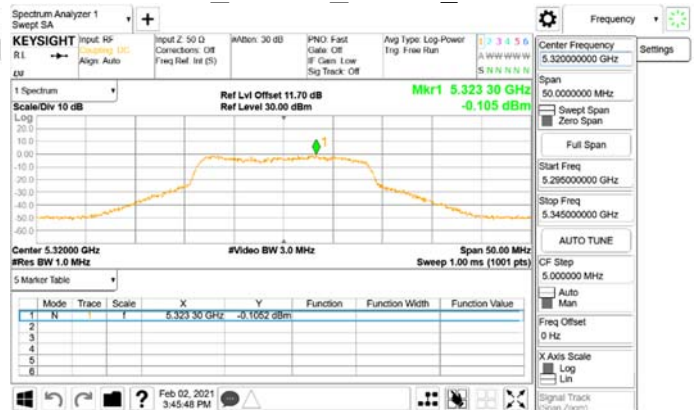 Spectrum Analyzer 1
Swept SA
KEYSIGHT
RL
Input: RF
Coupling: DC
Align: Auto
Input Z: 50 Ω
Corrections: Off
Freq Ref: Int (S)
#Atten: 30 dB
PNO: Fast
Gate: Off
IF Gain: Low
Sig Track: Off
Avg Type: Log-Power
Trig: Free Run
1 2 3 4 5 6
A W W W W W
S N N N N N
1 Spectrum
Scale/Div 10 dB
Log
Ref Lvl Offset 11.70 dB
Ref Level 30.00 dBm
Mkr1 5.323 30 GHz
-0.105 dBm
20.0
10.0
0.00
-10.0
-20.0
-30.0
-40.0
-50.0
-60.0
1
Center 5.32000 GHz
#Res BW 1.0 MHz
#Video BW 3.0 MHz
Span 50.00 MHz
Sweep 1.00 ms (1001 pts)
5 Marker Table
Mode Trace Scale X Y Function Function Width Function Value
1 N 1 f 5.323 30 GHz -0.1052 dBm
2
3
4
5
6
Feb 02, 2021
3:45:48 PM
Frequency
Settings
Center Frequency
5.320000000 GHz
Span
50.0000000 MHz
Swept Span
Zero Span
Full Span
Start Freq
5.295000000 GHz
Stop Freq
5.345000000 GHz
AUTO TUNE
CF Step
5.000000 MHz
Auto
Man
Freq Offset
0 Hz
X Axis Scale
Log
Lin
Signal Track
(Span Zoom)